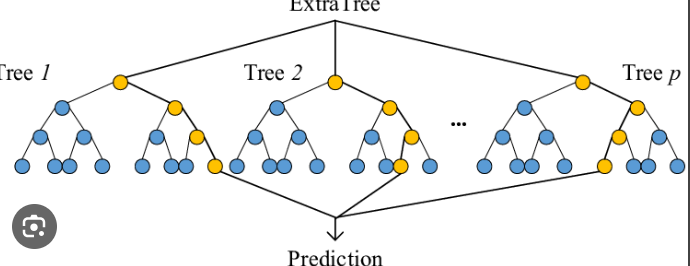 ExtraTree
Tree 1
Tree 2
Tree p
...
Prediction